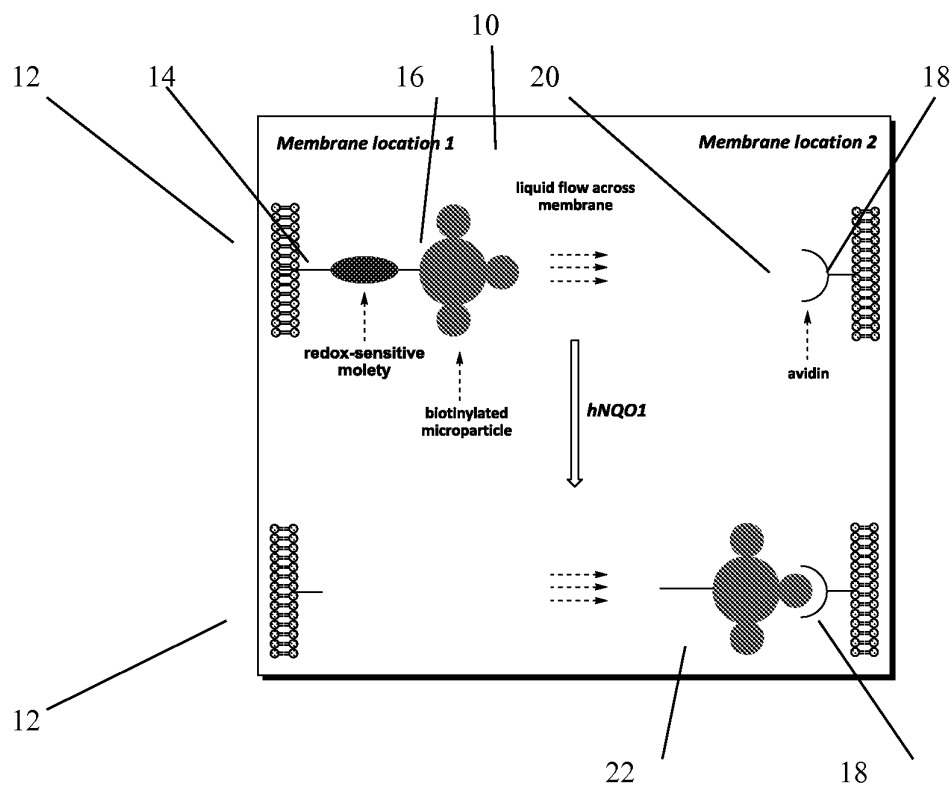 10
12 14 16 20 18
Membrane location 1 Membrane location 2
liquid flow across
membrane
redox-sensitive
moiety
avidin
biotinylated
microparticle
hNQO1
12
22 18